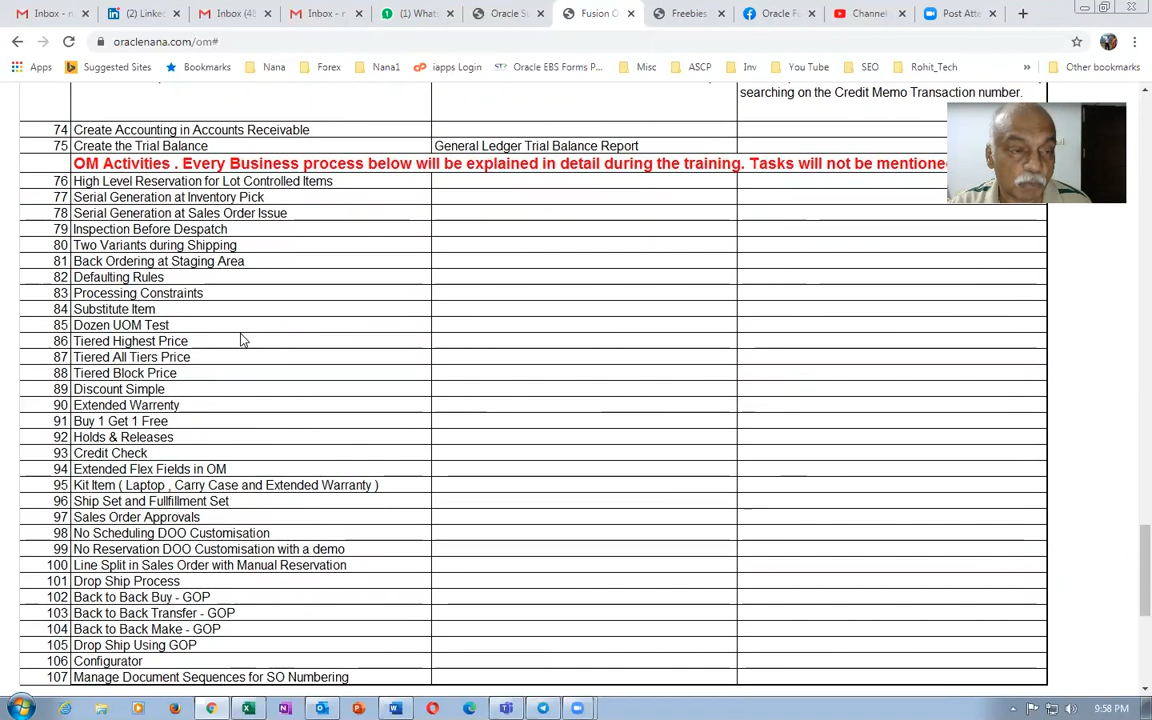 Inbox - n
(2) Linke
Inbox (48
Inbox - r
(1) What
Oracle S
Fusion O
Freebies
Oracle Fu
Channel
Post Atte
oraclenana.com/om#
Apps
Suggested Sites
Bookmarks
Nana
Forex
Nana1
iapps Login
Oracle EBS Forms P...
Misc
ASCP
Inv
You Tube
SEO
Rohit_Tech
Other bookmarks
searching on the Credit Memo Transaction number.
74 Create Accounting in Accounts Receivable
75 Create the Trial Balance General Ledger Trial Balance Report
OM Activities . Every Business process below will be explained in detail during the training. Tasks will not be mentione
76 High Level Reservation for Lot Controlled Items
77 Serial Generation at Inventory Pick
78 Serial Generation at Sales Order Issue
79 Inspection Before Despatch
80 Two Variants during Shipping
81 Back Ordering at Staging Area
82 Defaulting Rules
83 Processing Constraints
84 Substitute Item
85 Dozen UOM Test
86 Tiered Highest Price
87 Tiered All Tiers Price
88 Tiered Block Price
89 Discount Simple
90 Extended Warrenty
91 Buy 1 Get 1 Free
92 Holds & Releases
93 Credit Check
94 Extended Flex Fields in OM
95 Kit Item ( Laptop , Carry Case and Extended Warranty )
96 Ship Set and Fullfillment Set
97 Sales Order Approvals
98 No Scheduling DOO Customisation
99 No Reservation DOO Customisation with a demo
100 Line Split in Sales Order with Manual Reservation
101 Drop Ship Process
102 Back to Back Buy - GOP
103 Back to Back Transfer - GOP
104 Back to Back Make - GOP
105 Drop Ship Using GOP
106 Configurator
107 Manage Document Sequences for SO Numbering
9:58 PM